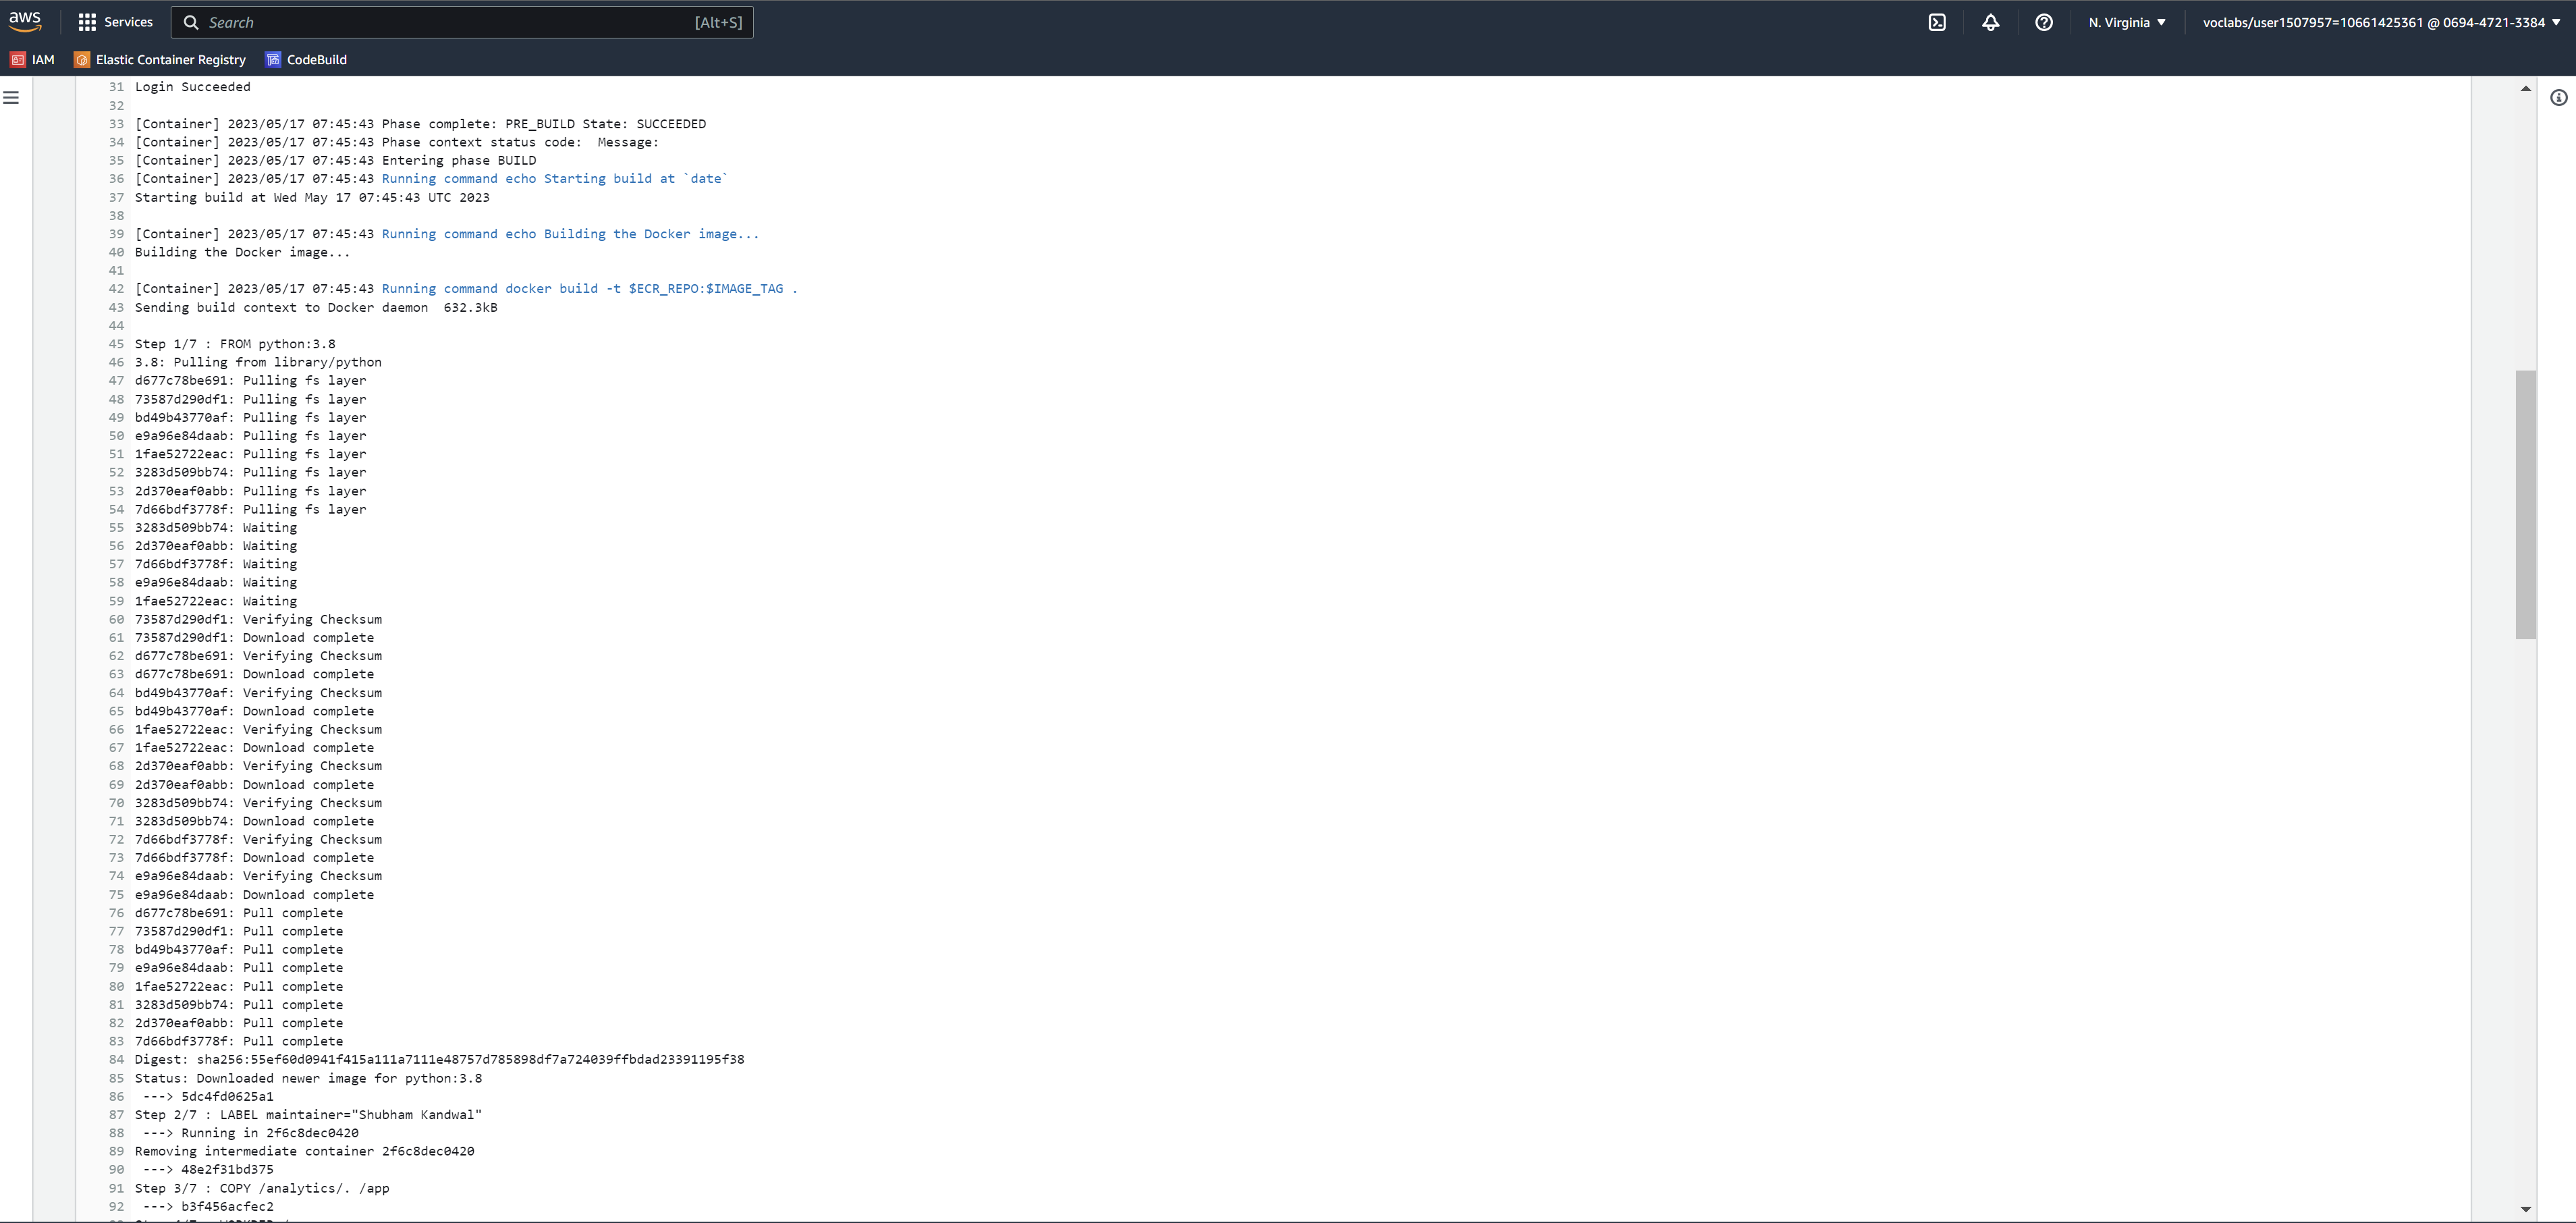 aws
Services
Search
[Alt+S]
N. Virginia
voclabs/user1507957=10661425361 @ 0694-4721-3384
IAM
Elastic Container Registry
CodeBuild
31 Login Succeeded
32
33 [Container] 2023/05/17 07:45:43 Phase complete: PRE_BUILD State: SUCCEEDED
34 [Container] 2023/05/17 07:45:43 Phase context status code:  Message:
35 [Container] 2023/05/17 07:45:43 Entering phase BUILD
36 [Container] 2023/05/17 07:45:43 Running command echo Starting build at `date`
37 Starting build at Wed May 17 07:45:43 UTC 2023
38
39 [Container] 2023/05/17 07:45:43 Running command echo Building the Docker image...
40 Building the Docker image...
41
42 [Container] 2023/05/17 07:45:43 Running command docker build -t $ECR_REPO:$IMAGE_TAG .
43 Sending build context to Docker daemon  632.3kB
44
45 Step 1/7 : FROM python:3.8
46 3.8: Pulling from library/python
47 d677c78be691: Pulling fs layer
48 73587d290df1: Pulling fs layer
49 bd49b43770af: Pulling fs layer
50 e9a96e84daab: Pulling fs layer
51 1fae52722eac: Pulling fs layer
52 3283d509bb74: Pulling fs layer
53 2d370eaf0abb: Pulling fs layer
54 7d66bdf3778f: Pulling fs layer
55 3283d509bb74: Waiting
56 2d370eaf0abb: Waiting
57 7d66bdf3778f: Waiting
58 e9a96e84daab: Waiting
59 1fae52722eac: Waiting
60 73587d290df1: Verifying Checksum
61 73587d290df1: Download complete
62 d677c78be691: Verifying Checksum
63 d677c78be691: Download complete
64 bd49b43770af: Verifying Checksum
65 bd49b43770af: Download complete
66 1fae52722eac: Verifying Checksum
67 1fae52722eac: Download complete
68 2d370eaf0abb: Verifying Checksum
69 2d370eaf0abb: Download complete
70 3283d509bb74: Verifying Checksum
71 3283d509bb74: Download complete
72 7d66bdf3778f: Verifying Checksum
73 7d66bdf3778f: Download complete
74 e9a96e84daab: Verifying Checksum
75 e9a96e84daab: Download complete
76 d677c78be691: Pull complete
77 73587d290df1: Pull complete
78 bd49b43770af: Pull complete
79 e9a96e84daab: Pull complete
80 1fae52722eac: Pull complete
81 3283d509bb74: Pull complete
82 2d370eaf0abb: Pull complete
83 7d66bdf3778f: Pull complete
84 Digest: sha256:55ef60d0941f415a111a7111e48757d785898df7a724039ffbdad23391195f38
85 Status: Downloaded newer image for python:3.8
86  ---> 5dc4fd0625a1
87 Step 2/7 : LABEL maintainer="Shubham Kandwal"
88  ---> Running in 2f6c8dec0420
89 Removing intermediate container 2f6c8dec0420
90  ---> 48e2f31bd375
91 Step 3/7 : COPY /analytics/. /app
92  ---> b3f456acfec2